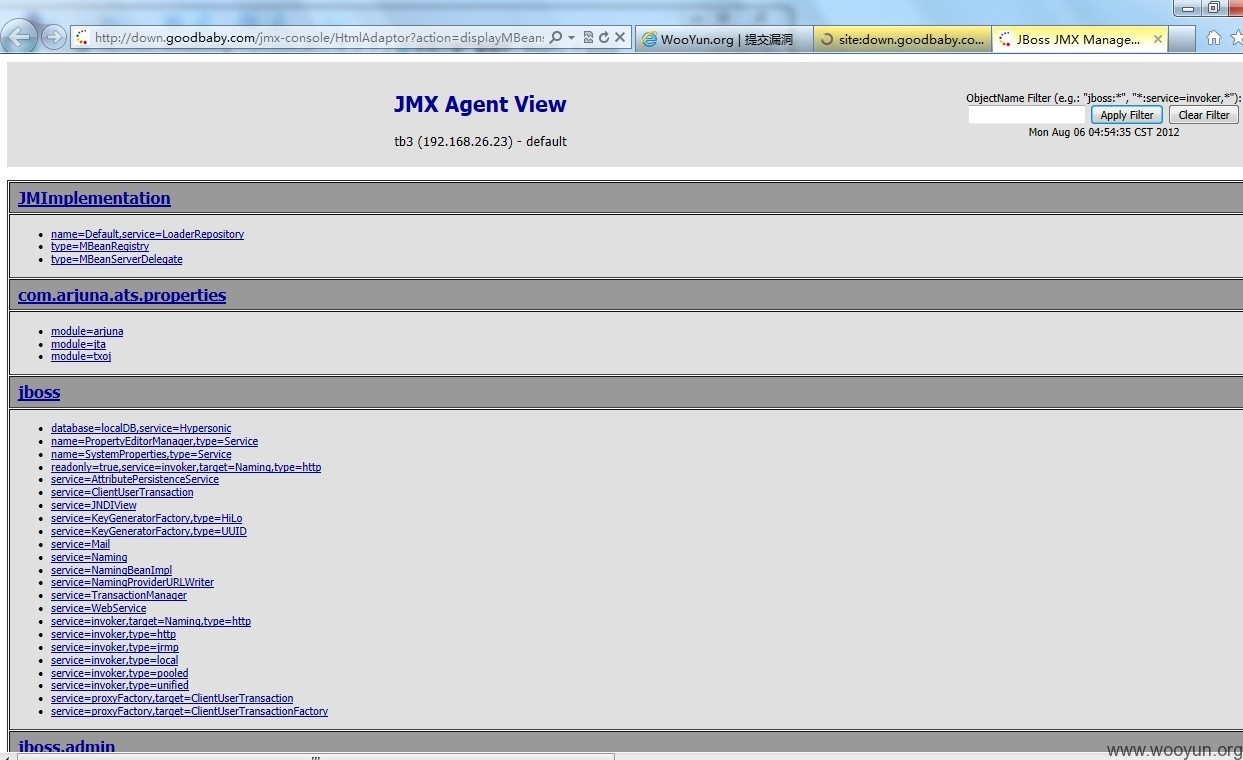 http://down.goodbaby.com/jmx-console/HtmlAdaptor?action=displayMBean
WooYun.org | 提交漏洞
site:down.goodbaby.co...
JBoss JMX Manage...
JMX Agent View
tb3 (192.168.26.23) - default
ObjectName Filter (e.g.: "jboss:*", "*:service=invoker,*"):
Apply Filter
Clear Filter
Mon Aug 06 04:54:35 CST 2012
JMImplementation
name=Default,service=LoaderRepository
type=MBeanRegistry
type=MBeanServerDelegate
com.arjuna.ats.properties
module=arjuna
module=jta
module=txoj
jboss
database=localDB,service=Hypersonic
name=PropertyEditorManager,type=Service
name=SystemProperties,type=Service
readonly=true,service=invoker,target=Naming,type=http
service=AttributePersistenceService
service=ClientUserTransaction
service=JNDIView
service=KeyGeneratorFactory,type=HiLo
service=KeyGeneratorFactory,type=UUID
service=Mail
service=Naming
service=NamingBeanImpl
service=NamingProviderURLWriter
service=TransactionManager
service=WebService
service=invoker,target=Naming,type=http
service=invoker,type=http
service=invoker,type=jrmp
service=invoker,type=local
service=invoker,type=pooled
service=invoker,type=unified
service=proxyFactory,target=ClientUserTransaction
service=proxyFactory,target=ClientUserTransactionFactory
jboss.admin
www.wooyun.org